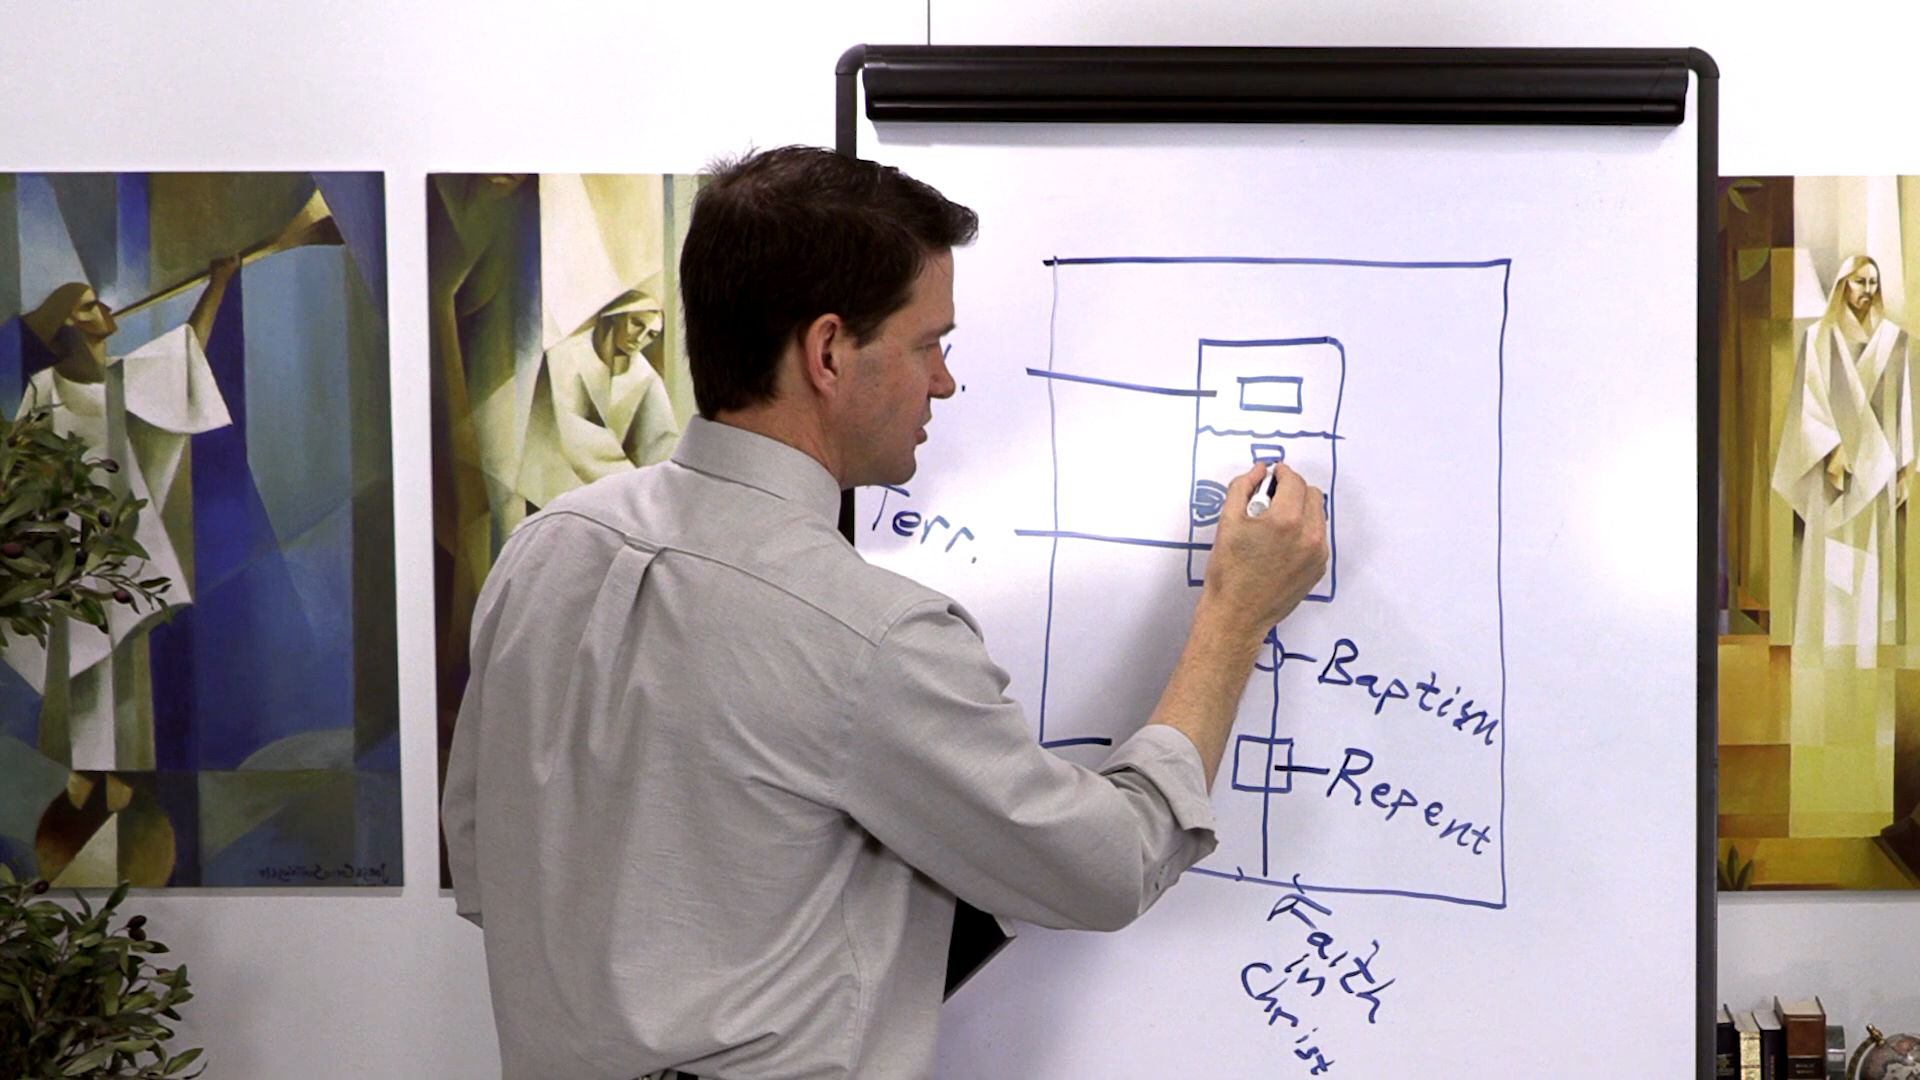 Terr.
Baptism
Repent
Faith
in
Christ